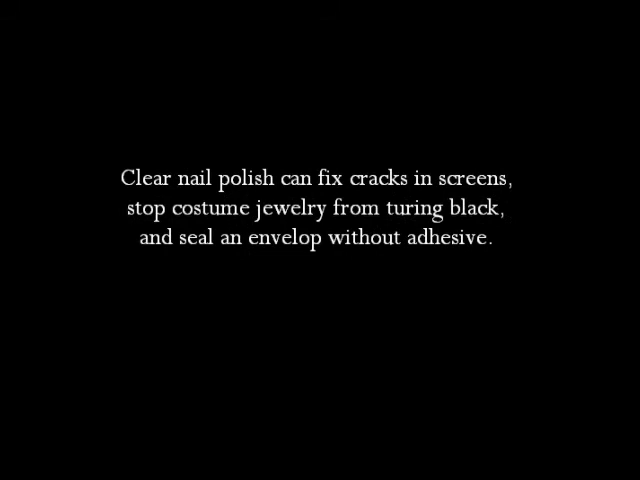 Clear nail polish can fix cracks in screens,
stop costume jewelry from turing black,
and seal an envelop without adhesive.